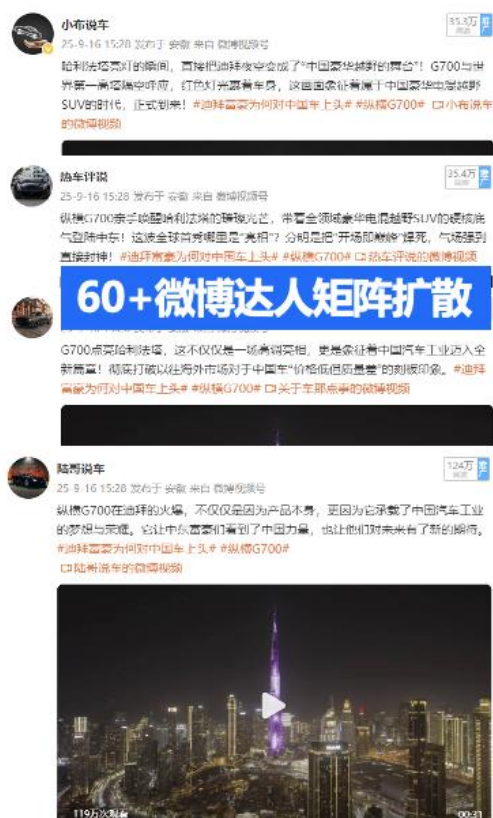 小布说车
35.3万
推广
25-9-16 15:28 发布于 安徽 来自 微博视频号
哈利法塔亮灯的瞬间，直接把迪拜夜空变成了“中国豪华越野的舞台”！G700与世
界第一高塔隔空呼应，红色灯光裹着车身，这画面象征着属于中国豪华电混越野
SUV的时代，正式到来！#迪拜富豪为何对中国车上头# #纵横G700# 小布说车
的微博视频
热车评说
35.4万
推广
25-9-16 15:28 发布于 安徽 来自 微博视频号
纵横G700亲手唤醒哈利法塔的璀璨光芒，带着全领域豪华电混越野SUV的硬核底
气登陆中东！这波全球首秀哪里是“亮相”？分明是把“开场即巅峰”焊死，气场强到
直接封神！#迪拜富豪为何对中国车上头# #纵横G700# 热车评说的微博视频
60+微博达人矩阵扩散
G700点亮哈利法塔，这不仅仅是一场高调亮相，更是象征着中国汽车工业迈入全
新篇章！彻底打破以往海外市场对于中国车“价格低但质量差”的刻板印象。#迪拜
富豪为何对中国车上头# #纵横G700# 关于车那点事的微博视频
陆哥说车
124万
推广
25-9-16 15:28 发布于 安徽 来自 微博视频号
纵横G700在迪拜的火爆，不仅仅是因为产品本身，更因为它承载了中国汽车工业
的梦想与荣耀。它让中东富豪们看到了中国力量，也让他们对未来有了新的期待。
#迪拜富豪为何对中国车上头# #纵横G700#
陆哥说车的微博视频
119万次观看
00:31